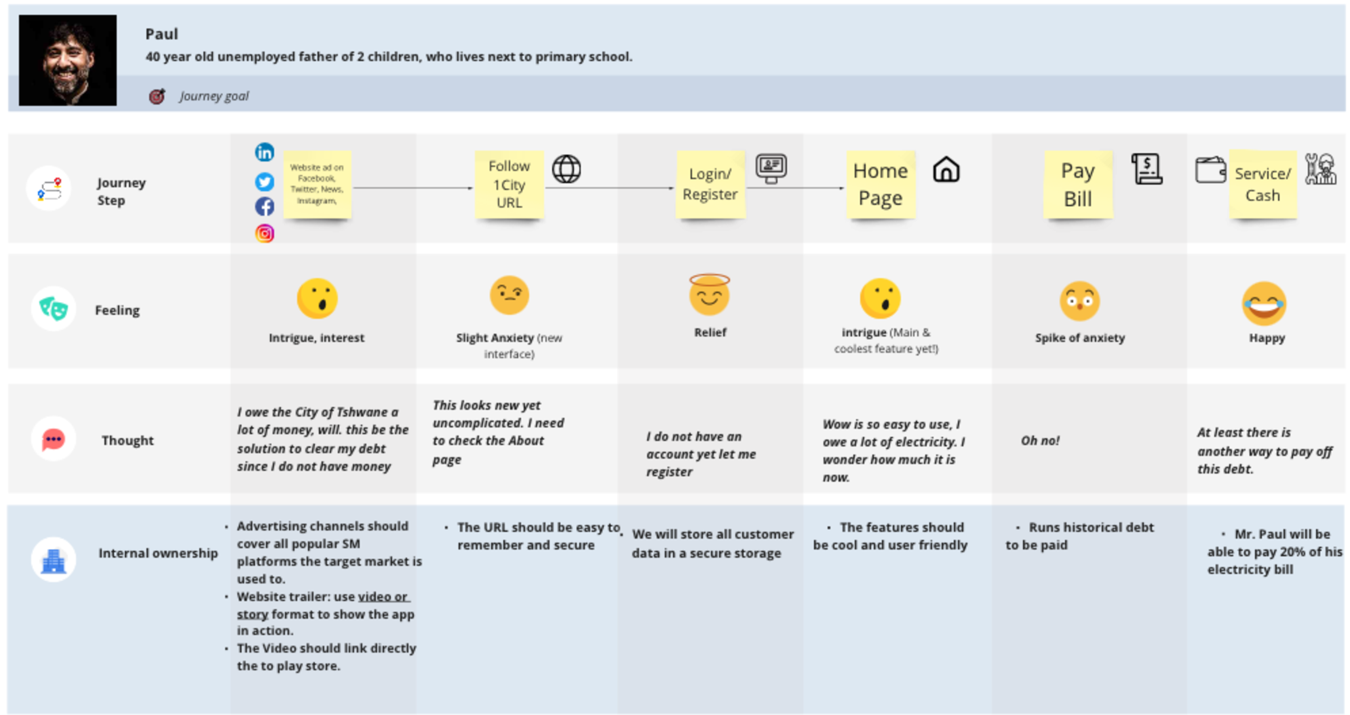 Paul
40 year old unemployed father of 2 children, who lives next to primary school.
Journey goal
Journey
Step
in
Website ad on
Facebook,
Twitter, News,
Instagram,
Follow
1City
URL
Login/
Register
Home
Page
Pay
Bill
Service/
Cash
Feeling
Intrigue, interest
Slight Anxiety (new
interface)
Relief
intrigue (Main &
coolest feature yet!)
Spike of anxiety
Happy
Thought
I owe the City of Tshwane a
lot of money, will. this be the
solution to clear my debt
since I do not have money
This looks new yet
uncomplicated. I need
to check the About
page
I do not have an
account yet let me
register
Wow is so easy to use, I
owe a lot of electricity. I
wonder how much it is
now.
Oh no!
At least there is
another way to pay off
this debt.
Internal ownership
• Advertising channels should
cover all popular SM
platforms the target market is
used to.
• Website trailer: use video or
story format to show the app
in action.
• The Video should link directly
the to play store.
• The URL should be easy to
remember and secure
• We will store all customer
data in a secure storage
• The features should
be cool and user friendly
• Runs historical debt
to be paid
• Mr. Paul will be
able to pay 20% of his
electricity bill